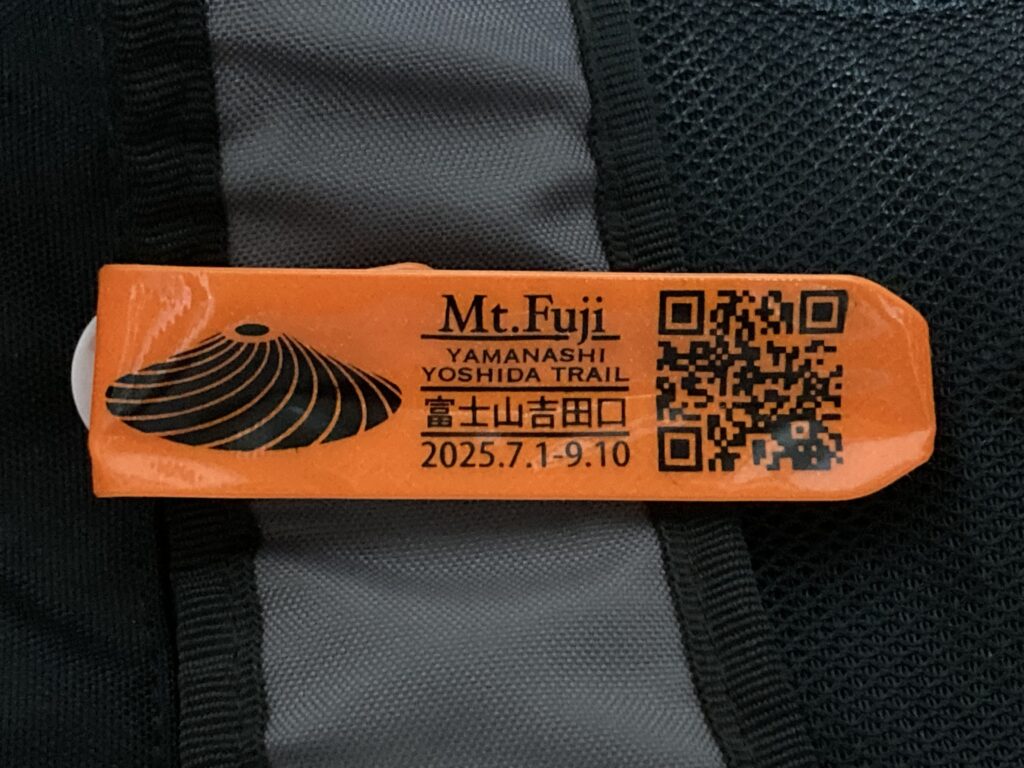 Mt.Fuji
YAMANASHI
YOSHIDA TRAIL
富士山吉田口
2025.7.1-9.10